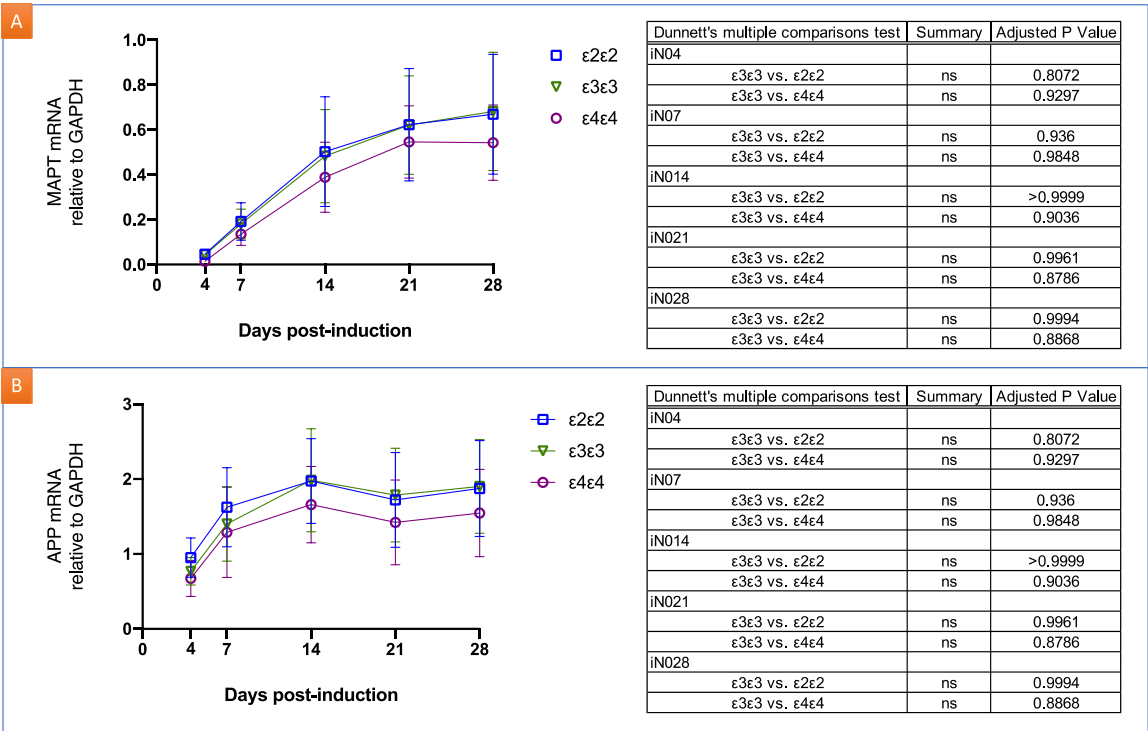 A
MAPT mRNA
relative to GAPDH
1.0
0.8
0.6
0.4
0.2
0.0
0 4 7 14 21 28
Days post-induction
ε2ε2
ε3ε3
ε4ε4
Dunnett's multiple comparisons test Summary Adjusted P Value
iN04
ε3ε3 vs. ε2ε2 ns 0.8072
ε3ε3 vs. ε4ε4 ns 0.9297
iN07
ε3ε3 vs. ε2ε2 ns 0.936
ε3ε3 vs. ε4ε4 ns 0.9848
iN014
ε3ε3 vs. ε2ε2 ns >0.9999
ε3ε3 vs. ε4ε4 ns 0.9036
iN021
ε3ε3 vs. ε2ε2 ns 0.9961
ε3ε3 vs. ε4ε4 ns 0.8786
iN028
ε3ε3 vs. ε2ε2 ns 0.9994
ε3ε3 vs. ε4ε4 ns 0.8868
B
APP mRNA
relative to GAPDH
3
2
1
0
0 4 7 14 21 28
Days post-induction
ε2ε2
ε3ε3
ε4ε4
Dunnett's multiple comparisons test Summary Adjusted P Value
iN04
ε3ε3 vs. ε2ε2 ns 0.8072
ε3ε3 vs. ε4ε4 ns 0.9297
iN07
ε3ε3 vs. ε2ε2 ns 0.936
ε3ε3 vs. ε4ε4 ns 0.9848
iN014
ε3ε3 vs. ε2ε2 ns >0.9999
ε3ε3 vs. ε4ε4 ns 0.9036
iN021
ε3ε3 vs. ε2ε2 ns 0.9961
ε3ε3 vs. ε4ε4 ns 0.8786
iN028
ε3ε3 vs. ε2ε2 ns 0.9994
ε3ε3 vs. ε4ε4 ns 0.8868